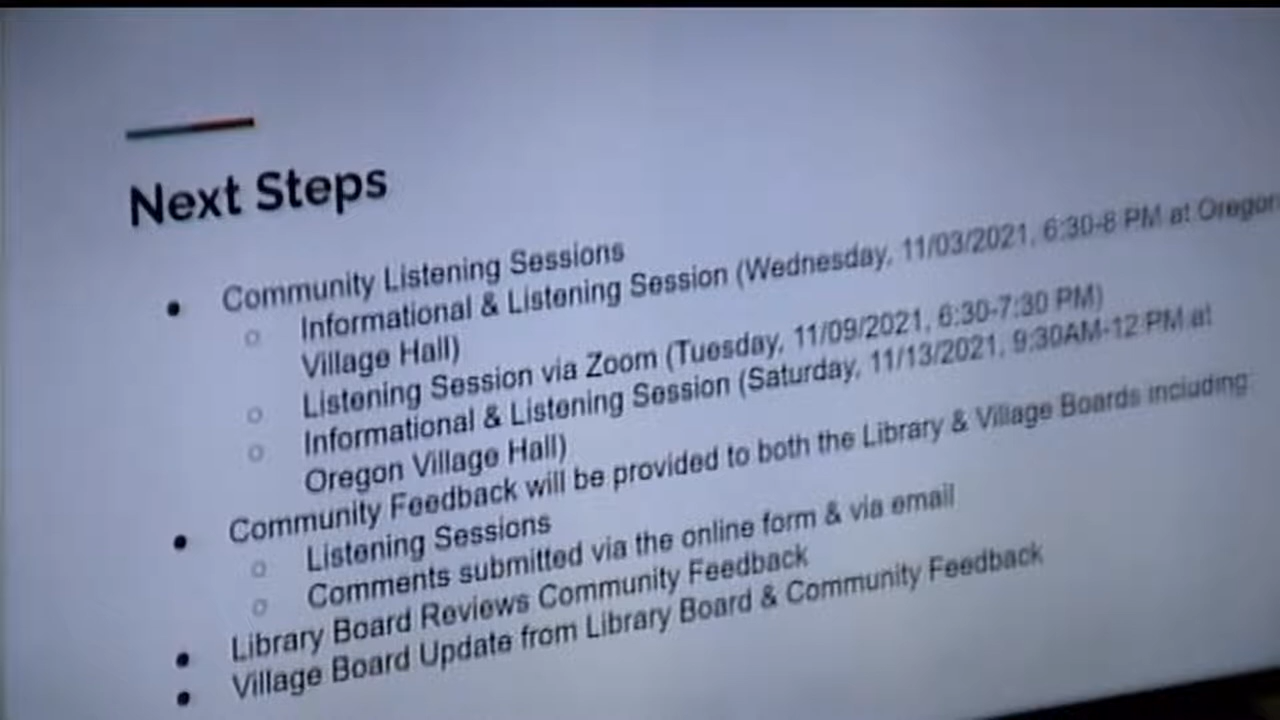 Next Steps
● Community Listening Sessions
○ Informational & Listening Session (Wednesday, 11/03/2021, 6:30-8 PM at Oregon
Village Hall)
○ Listening Session via Zoom (Tuesday, 11/09/2021, 6:30-7:30 PM)
○ Informational & Listening Session (Saturday, 11/13/2021, 9:30AM-12 PM at
Oregon Village Hall)
● Community Feedback will be provided to both the Library & Village Boards including:
○ Listening Sessions
○ Comments submitted via the online form & via email
● Library Board Reviews Community Feedback
● Village Board Update from Library Board & Community Feedback